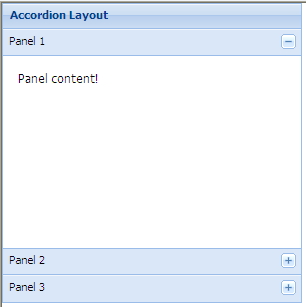 Accordion Layout
Panel 1
Panel content!
Panel 2
Panel 3